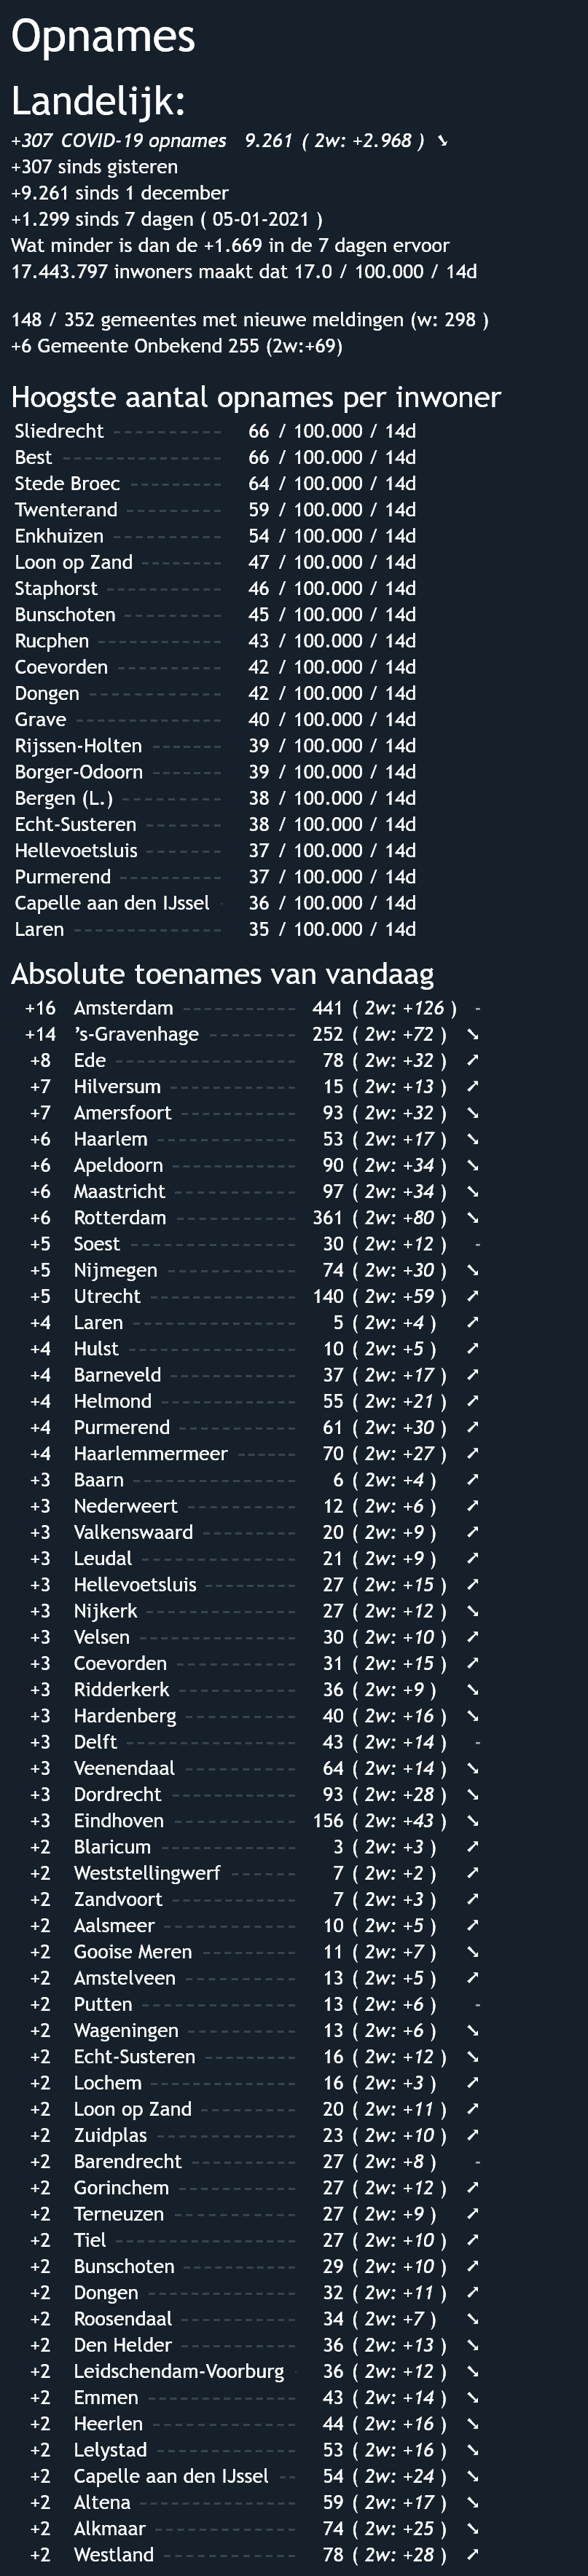 Opnames
Landelijk:
+307 COVID-19 opnames 9.261 ( 2w: +2.968 ) ➘
+307 sinds gisteren
+9.261 sinds 1 december
+1.299 sinds 7 dagen ( 05-01-2021 )
Wat minder is dan de +1.669 in de 7 dagen ervoor
17.443.797 inwoners maakt dat 17.0 / 100.000 / 14d
148 / 352 gemeentes met nieuwe meldingen (w: 298 )
+6 Gemeente Onbekend 255 (2w:+69)
Hoogste aantal opnames per inwoner
Sliedrecht ---------- 66 / 100.000 / 14d
Best --------------- 66 / 100.000 / 14d
Stede Broec -------- 64 / 100.000 / 14d
Twenterand --------- 59 / 100.000 / 14d
Enkhuizen ---------- 54 / 100.000 / 14d
Loon op Zand ------- 47 / 100.000 / 14d
Staphorst ---------- 46 / 100.000 / 14d
Bunschoten --------- 45 / 100.000 / 14d
Rucphen ----------- 43 / 100.000 / 14d
Coevorden ---------- 42 / 100.000 / 14d
Dongen ------------ 42 / 100.000 / 14d
Grave ------------- 40 / 100.000 / 14d
Rijssen-Holten ------ 39 / 100.000 / 14d
Borger-Odoorn ------ 39 / 100.000 / 14d
Bergen (L.) --------- 38 / 100.000 / 14d
Echt-Susteren ------ 38 / 100.000 / 14d
Hellevoetsluis ------- 37 / 100.000 / 14d
Purmerend --------- 37 / 100.000 / 14d
Capelle aan den IJssel - 36 / 100.000 / 14d
Laren ------------- 35 / 100.000 / 14d
Absolute toenames van vandaag
+16 Amsterdam ---------- 441 ( 2w: +126 ) -
+14 ’s-Gravenhage ------- 252 ( 2w: +72 ) ➘
+8 Ede ---------------- 78 ( 2w: +32 ) ➚
+7 Hilversum ----------- 15 ( 2w: +13 ) ➚
+7 Amersfoort ---------- 93 ( 2w: +32 ) ➘
+6 Haarlem ------------ 53 ( 2w: +17 ) ➘
+6 Apeldoorn ----------- 90 ( 2w: +34 ) ➘
+6 Maastricht ---------- 97 ( 2w: +34 ) ➘
+6 Rotterdam ---------- 361 ( 2w: +80 ) ➘
+5 Soest -------------- 30 ( 2w: +12 ) -
+5 Nijmegen ----------- 74 ( 2w: +30 ) ➘
+5 Utrecht ------------- 140 ( 2w: +59 ) ➚
+4 Laren -------------- 5 ( 2w: +4 ) ➚
+4 Hulst --------------- 10 ( 2w: +5 ) ➚
+4 Barneveld ----------- 37 ( 2w: +17 ) ➚
+4 Helmond ------------ 55 ( 2w: +21 ) ➚
+4 Purmerend ---------- 61 ( 2w: +30 ) ➚
+4 Haarlemmermeer ------ 70 ( 2w: +27 ) ➚
+3 Baarn -------------- 6 ( 2w: +4 ) ➚
+3 Nederweert ---------- 12 ( 2w: +6 ) ➚
+3 Valkenswaard -------- 20 ( 2w: +9 ) ➚
+3 Leudal ------------- 21 ( 2w: +9 ) ➚
+3 Hellevoetsluis -------- 27 ( 2w: +15 ) ➚
+3 Nijkerk ------------- 27 ( 2w: +12 ) ➘
+3 Velsen ------------- 30 ( 2w: +10 ) ➚
+3 Coevorden ---------- 31 ( 2w: +15 ) ➚
+3 Ridderkerk ---------- 36 ( 2w: +9 ) ➘
+3 Hardenberg ---------- 40 ( 2w: +16 ) ➘
+3 Delft --------------- 43 ( 2w: +14 ) -
+3 Veenendaal ---------- 64 ( 2w: +14 ) ➘
+3 Dordrecht ----------- 93 ( 2w: +28 ) ➘
+3 Eindhoven ----------- 156 ( 2w: +43 ) ➘
+2 Blaricum ------------ 3 ( 2w: +3 ) ➚
+2 Weststellingwerf ------ 7 ( 2w: +2 ) ➚
+2 Zandvoort ----------- 7 ( 2w: +3 ) ➚
+2 Aalsmeer ------------ 10 ( 2w: +5 ) ➚
+2 Gooise Meren --------- 11 ( 2w: +7 ) ➘
+2 Amstelveen ---------- 13 ( 2w: +5 ) ➚
+2 Putten -------------- 13 ( 2w: +6 ) -
+2 Wageningen ---------- 13 ( 2w: +6 ) ➘
+2 Echt-Susteren -------- 16 ( 2w: +12 ) ➘
+2 Lochem ------------- 16 ( 2w: +3 ) ➚
+2 Loon op Zand -------- 20 ( 2w: +11 ) ➚
+2 Zuidplas ------------ 23 ( 2w: +10 ) ➚
+2 Barendrecht --------- 27 ( 2w: +8 ) -
+2 Gorinchem ----------- 27 ( 2w: +12 ) ➚
+2 Terneuzen ----------- 27 ( 2w: +9 ) ➚
+2 Tiel ---------------- 27 ( 2w: +10 ) ➚
+2 Bunschoten ---------- 29 ( 2w: +10 ) ➚
+2 Dongen ------------- 32 ( 2w: +11 ) ➚
+2 Roosendaal ---------- 34 ( 2w: +7 ) ➘
+2 Den Helder ---------- 36 ( 2w: +13 ) ➘
+2 Leidschendam-Voorburg - 36 ( 2w: +12 ) ➘
+2 Emmen ------------- 43 ( 2w: +14 ) ➘
+2 Heerlen ------------ 44 ( 2w: +16 ) ➘
+2 Lelystad ------------ 53 ( 2w: +16 ) ➘
+2 Capelle aan den IJssel -- 54 ( 2w: +24 ) ➘
+2 Altena -------------- 59 ( 2w: +17 ) ➘
+2 Alkmaar ------------ 74 ( 2w: +25 ) ➘
+2 Westland ------------ 78 ( 2w: +28 ) ➚